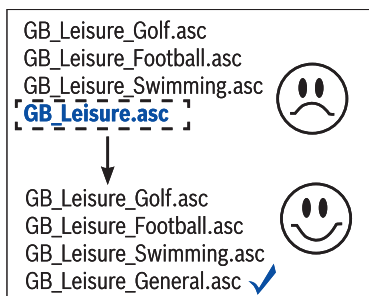 GB_Leisure_Golf.asc
GB_Leisure_Football.asc
GB_Leisure_Swimming.asc
GB_Leisure.asc
GB_Leisure_Golf.asc
GB_Leisure_Football.asc
GB_Leisure_Swimming.asc
GB_Leisure_General.asc